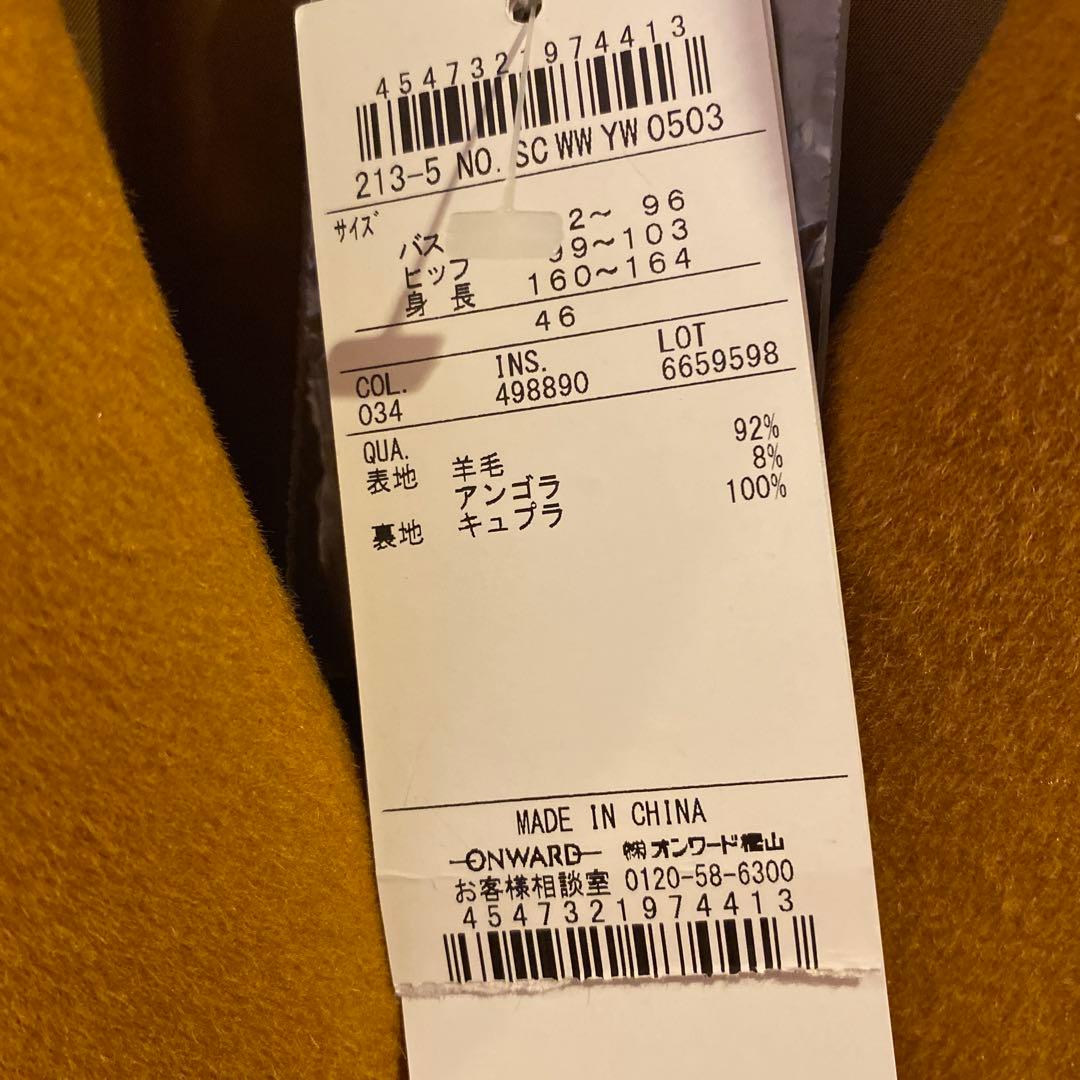 4547321974413
213-5 NO. SC WW YW 0503
サイズ
バス 2～ 96
ヒップ 99～103
身 長 160～164
46
COL. INS. LOT
034 498890 6659598
QUA.
表地 羊毛 92%
アンゴラ 8%
裏地 キュプラ 100%
MADE IN CHINA
ONWARD ㈱オンワード樫山
お客様相談室 0120-58-6300
4547321974413